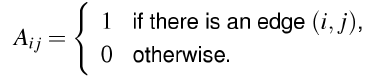 A_{ij} = { 1 if there is an edge (i, j),
0 otherwise.